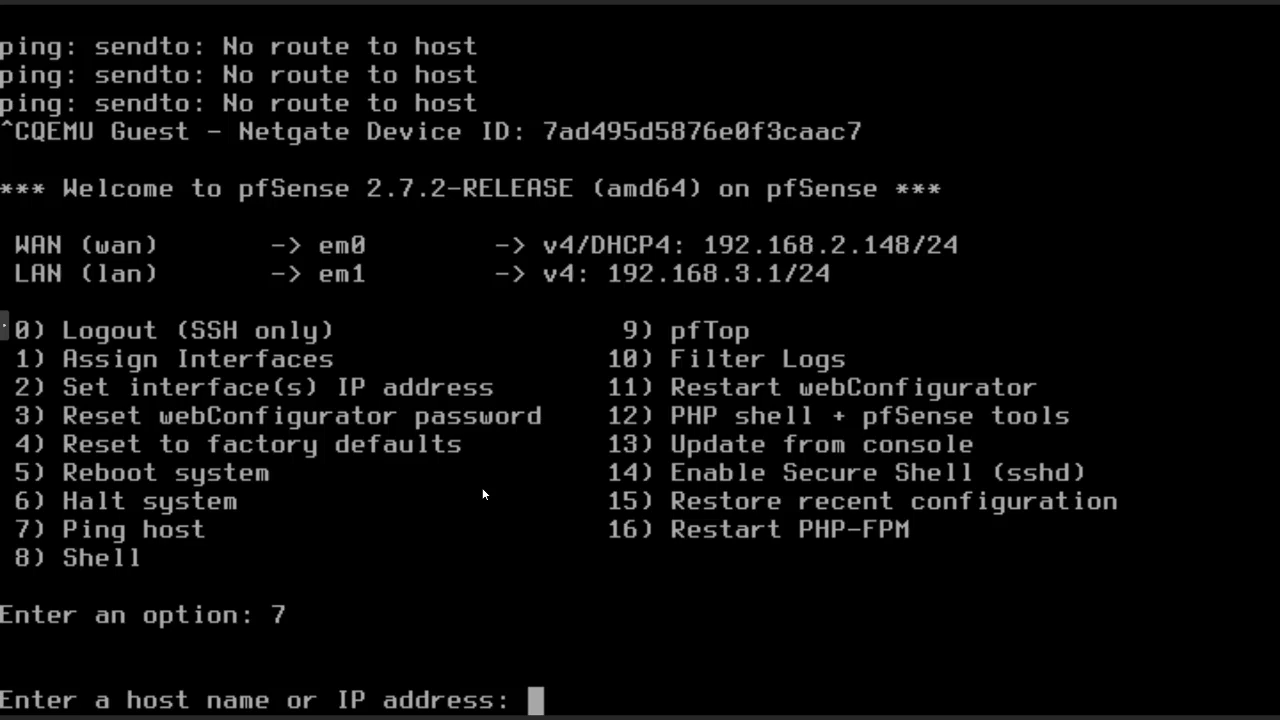 ping: sendto: No route to host
ping: sendto: No route to host
ping: sendto: No route to host
^CQEMU Guest - Netgate Device ID: 7ad495d5876e0f3caac7
*** Welcome to pfSense 2.7.2-RELEASE (amd64) on pfSense ***
WAN (wan) -> em0 -> v4/DHCP4: 192.168.2.148/24
LAN (lan) -> em1 -> v4: 192.168.3.1/24
0) Logout (SSH only) 9) pfTop
1) Assign Interfaces 10) Filter Logs
2) Set interface(s) IP address 11) Restart webConfigurator
3) Reset webConfigurator password 12) PHP shell + pfSense tools
4) Reset to factory defaults 13) Update from console
5) Reboot system 14) Enable Secure Shell (sshd)
6) Halt system 15) Restore recent configuration
7) Ping host 16) Restart PHP-FPM
8) Shell
Enter an option: 7
Enter a host name or IP address: